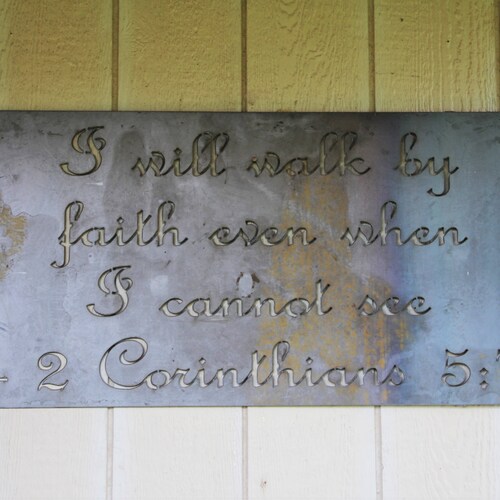 I will walk by
faith even when
I cannot see
- 2 Corinthians 5: